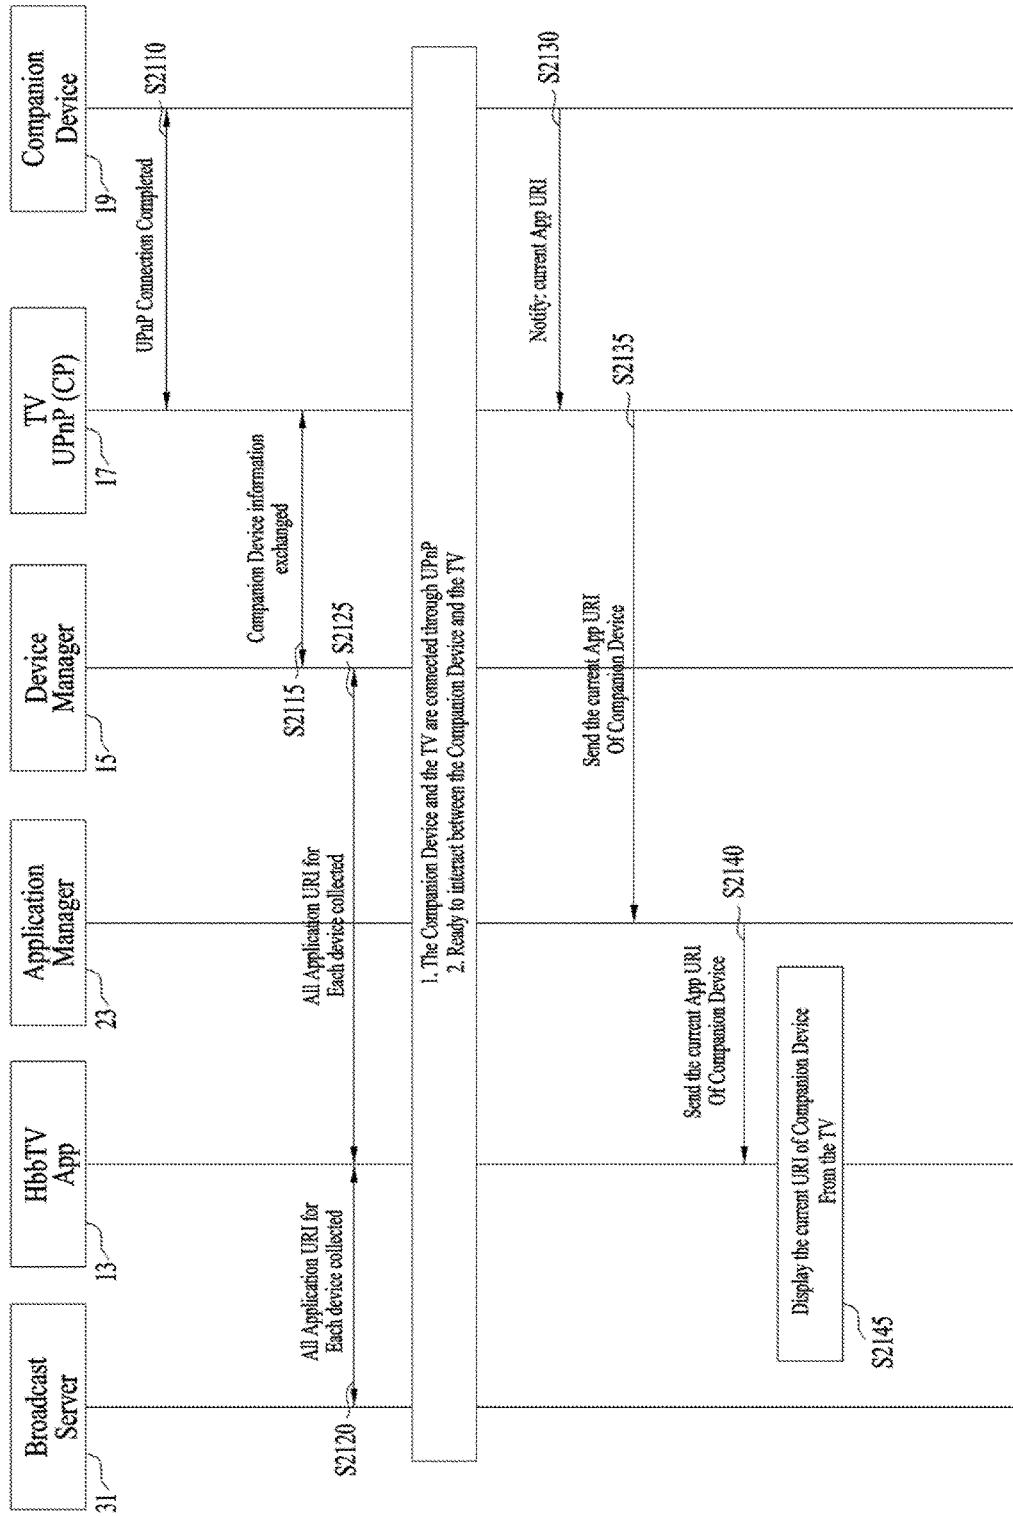 Broadcast
Server
31
HbbTV
App
13
Application
Manager
23
Device
Manager
15
TV
UPnP (CP)
17
Companion
Device
19
UPnP Connection Completed
S2110
Companion Device information
exchanged
S2115
All Application URI for
Each device collected
S2120
All Application URI for
Each device collected
S2125
1. The Companion Device and the TV are connected through UPnP
2. Ready to interact between the Companion Device and the TV
Notify: current App URI
S2130
Send the current App URI
Of Companion Device
S2135
Send the current App URI
Of Companion Device
S2140
Display the current URI of Companion Device
From the TV
S2145